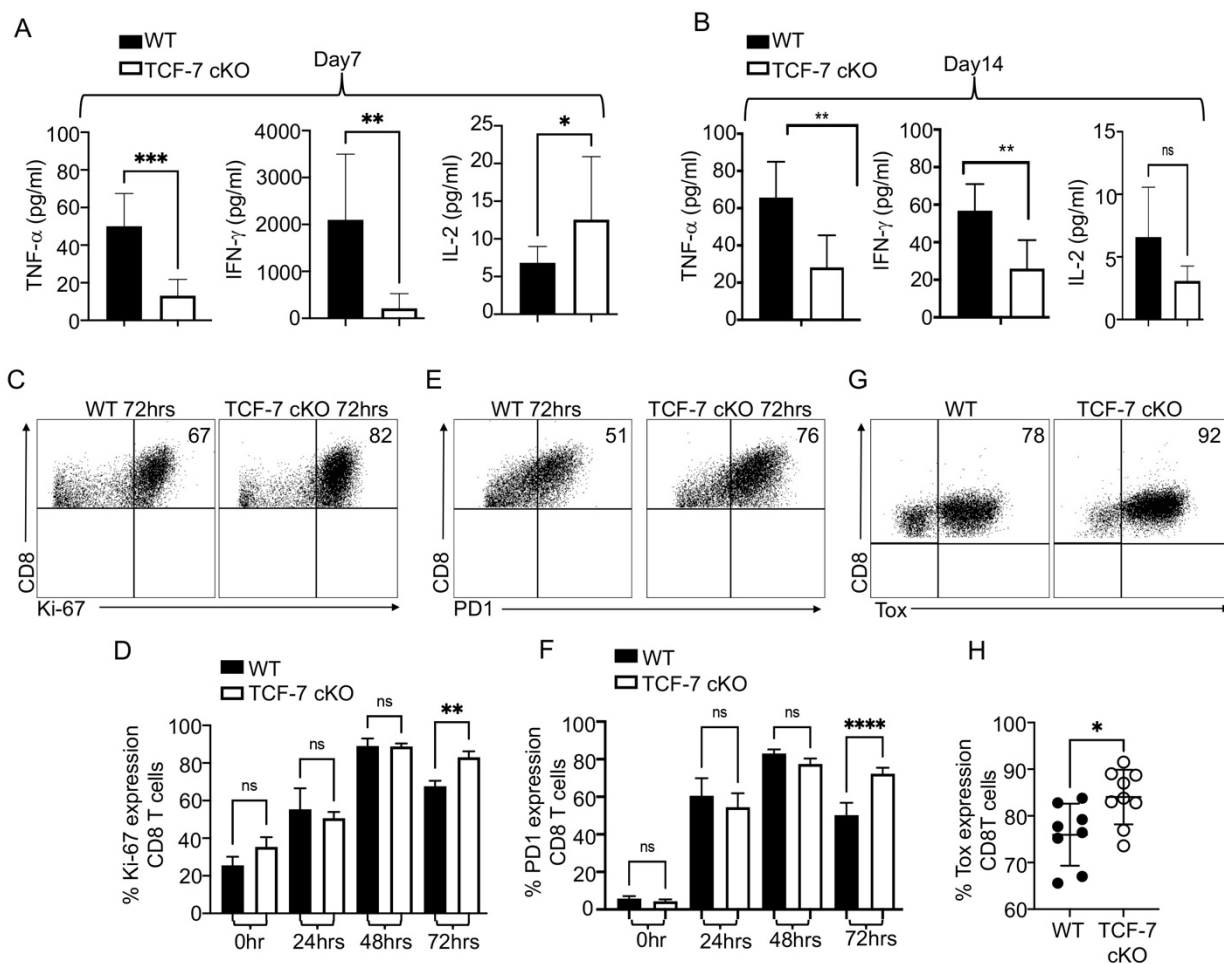 A
WT
TCF-7 cKO
Day7
TNF-α (pg/ml)
100
80
60
40
20
0
***
IFN-γ (pg/ml)
4000
3000
2000
1000
0
**
IL-2 (pg/ml)
25
20
15
10
5
0
*
B
WT
TCF-7 cKO
Day14
TNF-α (pg/ml)
100
80
60
40
20
0
**
IFN-γ (pg/ml)
100
80
60
40
20
0
**
IL-2 (pg/ml)
15
10
5
0
ns
C
WT 72hrs
TCF-7 cKO 72hrs
67
82
CD8
Ki-67
E
WT 72hrs
TCF-7 cKO 72hrs
51
76
CD8
PD1
G
WT
TCF-7 cKO
78
92
CD8
Tox
D
WT
TCF-7 cKO
% Ki-67 expression
CD8 T cells
100
80
60
40
20
0
ns
ns
ns
**
0hr
24hrs
48hrs
72hrs
F
WT
TCF-7 cKO
% PD1 expression
CD8 T cells
100
80
60
40
20
0
ns
ns
ns
****
0hr
24hrs
48hrs
72hrs
H
% Tox expression
CD8T cells
100
90
80
70
60
*
WT
TCF-7
cKO